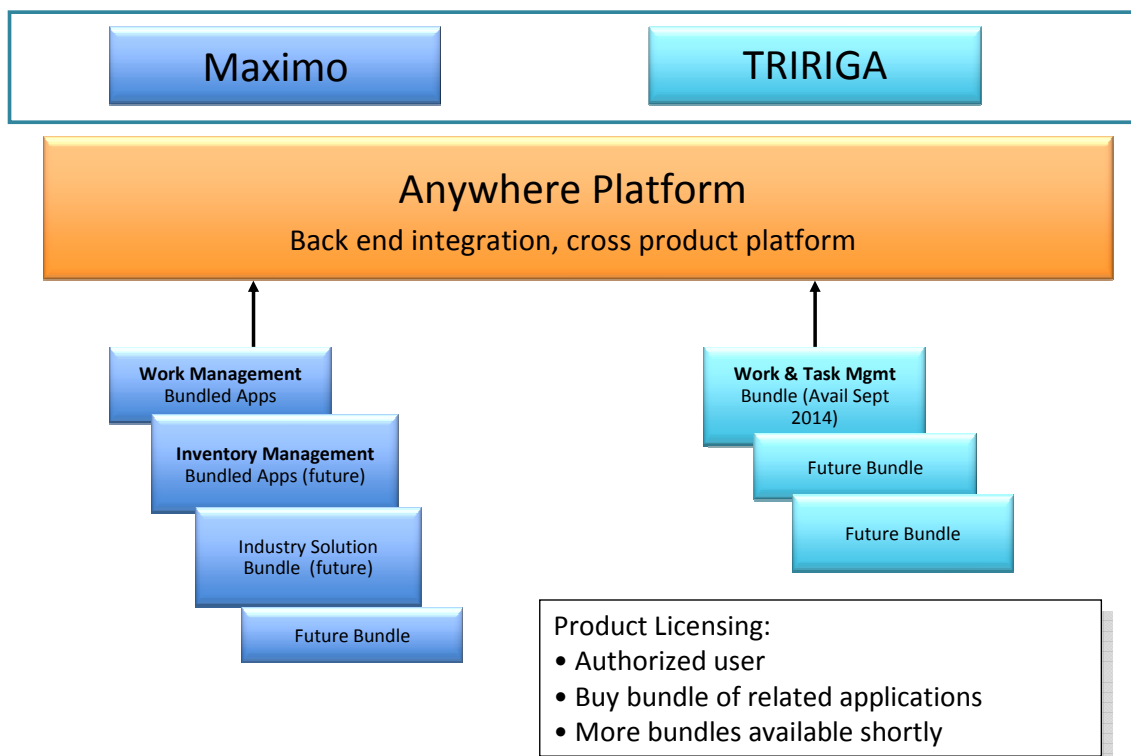 Maximo
TRIRIGA
Anywhere Platform
Back end integration, cross product platform
Work Management
Bundled Apps
Inventory Management
Bundled Apps (future)
Industry Solution
Bundle (future)
Future Bundle
Work & Task Mgmt
Bundle (Avail Sept
2014)
Future Bundle
Future Bundle
Product Licensing:
• Authorized user
• Buy bundle of related applications
• More bundles available shortly